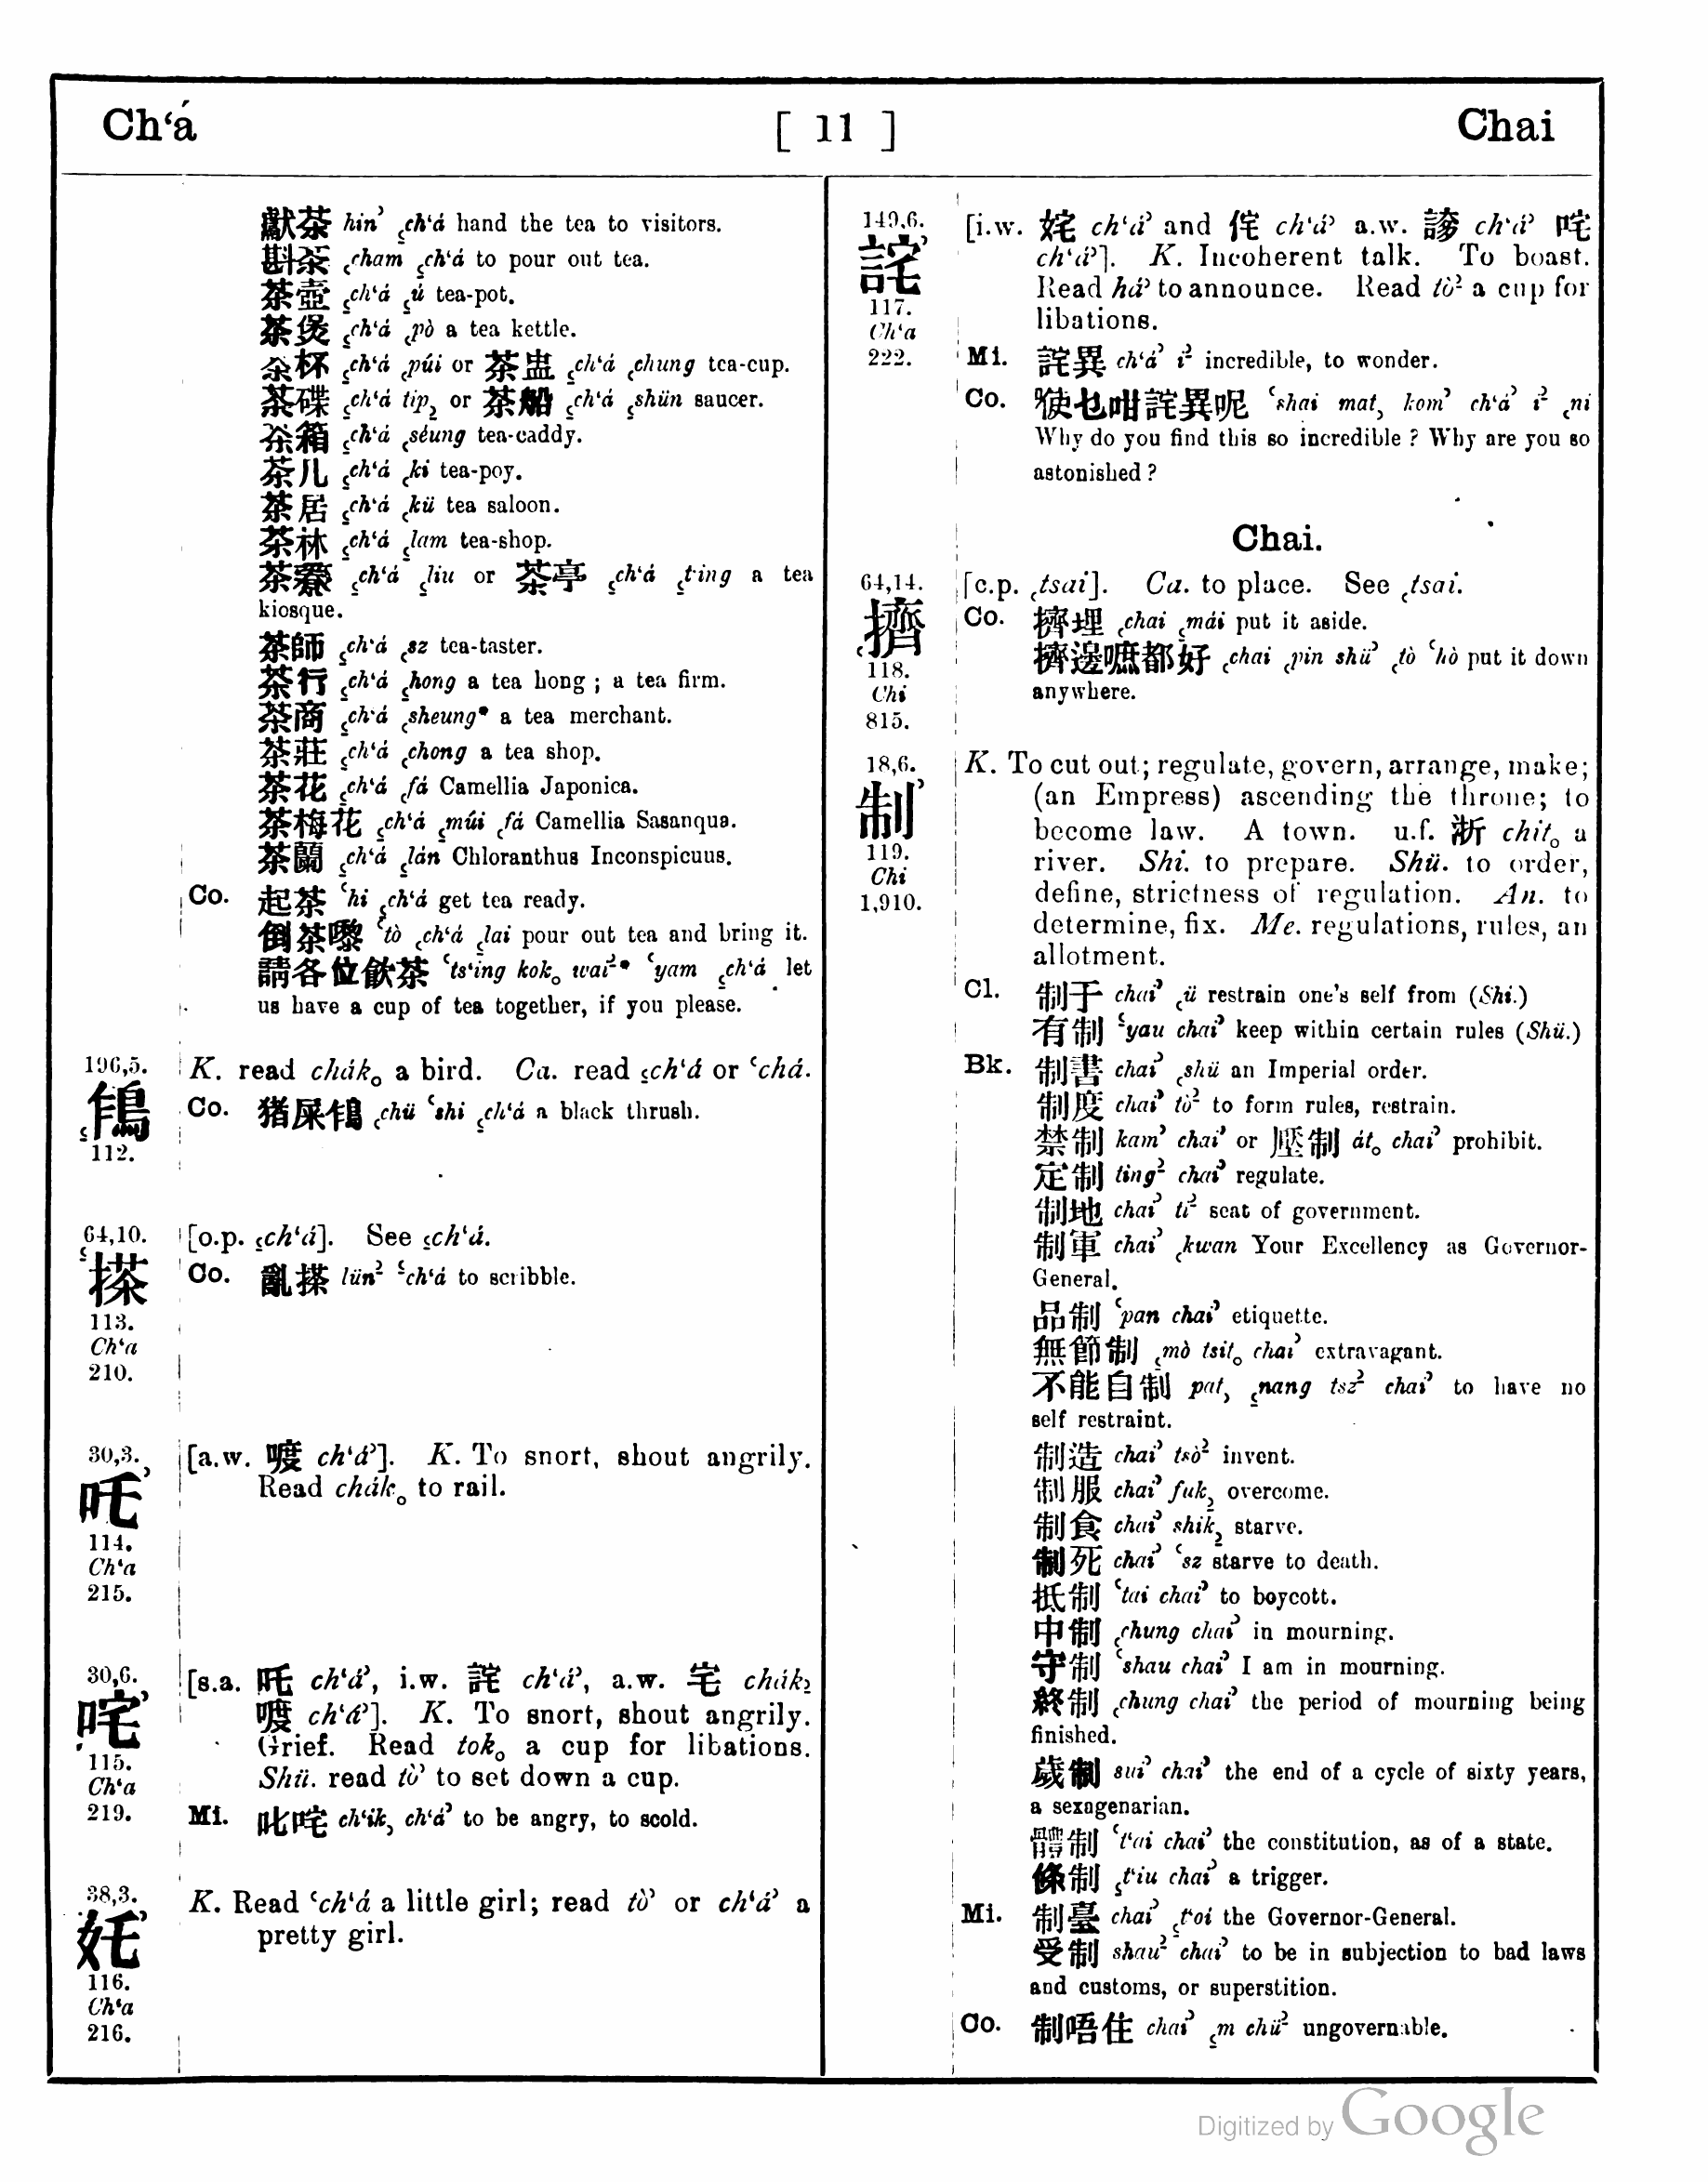 Ch‘á
[ 11 ]
Chai
獻茶 hin꜄ ꜁ch‘á hand the tea to visitors.
斟茶 ꜀cham ꜁ch‘á to pour out tea.
茶壺 ꜁ch‘á ꜁ú tea-pot.
茶煲 ꜁ch‘á ꜀pò a tea kettle.
茶杯 ꜁ch‘á ꜀púi or 茶盅 ꜁ch‘á ꜀chung tea-cup.
茶碟 ꜁ch‘á tip꜇ or 茶船 ꜁ch‘á ꜁shün saucer.
茶箱 ꜁ch‘á ꜀séung tea-caddy.
茶几 ꜁ch‘á ꜀ki tea-poy.
茶居 ꜁ch‘á ꜀kü tea saloon.
茶林 ꜁ch‘á ꜁lam tea-shop.
茶寮 ꜁ch‘á ꜁liu or 茶亭 ꜁ch‘á ꜁t‘ing a tea
kiosque.
茶師 ꜁ch‘á ꜀sz tea-taster.
茶行 ꜁ch‘á ꜁hong a tea hong; a tea firm.
茶商 ꜁ch‘á ꜀sheung* a tea merchant.
茶莊 ꜁ch‘á ꜀chong a tea shop.
茶花 ꜁ch‘á ꜀fá Camellia Japonica.
茶梅花 ꜁ch‘á ꜁múi ꜀fá Camellia Sasanqua.
茶蘭 ꜁ch‘á ꜁lán Chloranthus Inconspicuus.
Co. 起茶 ꜂hi ꜁ch‘á get tea ready.
倒茶嚟 ꜂tò ꜁ch‘á ꜁lai pour out tea and bring it.
請各位飲茶 ꜂ts‘ing kok꜆ wai꜅* ꜂yam ꜁ch‘á let
us have a cup of tea together, if you please.
196,5.
112.
K. read chák꜆ a bird. Ca. read ꜁ch‘á or ꜂chá.
Co. 猪屎𩿨 ꜀chü ꜂shi ꜁ch‘á a black thrush.
64,10.
搽
113.
Ch‘a
210.
[o.p. ꜁ch‘á]. See ꜁ch‘á.
Co. 亂搽 lün꜅ ꜃ch‘á to scribble.
30,3.
吒
114.
Ch‘a
215.
[a.w. 㖔 ch‘á꜄]. K. To snort, shout angrily.
Read chák꜆ to rail.
30,6.
咤
115.
Ch‘a
219.
[s.a. 吒 ch‘á꜄, i.w. 詫 ch‘á꜄, a.w. 宅 chák꜇
ch‘á꜄]. K. To snort, shout angrily.
Grief. Read tok꜆ a cup for libations.
Shü. read tò꜄ to set down a cup.
Mi. 叱咤 ch‘ik꜆ ch‘á꜄ to be angry, to scold.
38,3.
奼
116.
Ch‘a
216.
K. Read ꜂ch‘á a little girl; read tò꜄ or ch‘á꜄ a
pretty girl.
149,6.
詫
117.
Ch‘a
222.
[i.w. 姹 ch‘á꜄ and 侘 ch‘á꜄ a.w. 謻 ch‘á꜄ 咤
ch‘á꜄]. K. Incoherent talk. To boast.
Read há꜄ to announce. Read tò꜅ a cup for
libations.
Mi. 詫異 ch‘á꜄ i꜅ incredible, to wonder.
Co. 使乜咁詫異呢 ꜂shai mat꜆ kom꜄ ch‘á꜄ i꜅ ꜀ni
Why do you find this so incredible? Why are you so
astonished?
Chai.
64,14.
擠
118.
Chi
815.
[c.p. ꜀tsai]. Ca. to place. See ꜀tsai.
Co. 擠埋 ꜀chai ꜁mái put it aside.
擠邊嚈都好 ꜀chai ꜀pin shü꜄ ꜀tò ꜂hò put it down
anywhere.
18,6.
制
119.
Chi
1,910.
K. To cut out; regulate, govern, arrange, make;
(an Empress) ascending the throne; to
become law. A town. u.f. 浙 chit꜆ a
river. Shi. to prepare. Shü. to order,
define, strictness of regulation. An. to
determine, fix. Me. regulations, rules, an
allotment.
Cl. 制于 chai꜄ ꜀ü restrain one's self from (Shi.)
有制 ꜃yau chai꜄ keep within certain rules (Shü.)
Bk. 制書 chai꜄ ꜀shü an Imperial order.
制度 chai꜄ tò꜅ to form rules, restrain.
禁制 kam꜄ chai꜄ or 壓制 át꜆ chai꜄ prohibit.
定制 ting꜅ chai꜄ regulate.
制地 chai꜄ ti꜅ seat of government.
制軍 chai꜄ ꜀kwan Your Excellency as Governor-
General.
品制 ꜂pan chai꜄ etiquette.
無節制 ꜁mò tsit꜆ chai꜄ extravagant.
不能自制 pat꜆ ꜁nang tsz꜅ chai꜄ to have no
self restraint.
制造 chai꜄ tsò꜅ invent.
制服 chai꜄ fuk꜇ overcome.
制食 chai꜄ shik꜇ starve.
制死 chai꜄ ꜂sz starve to death.
抵制 ꜂tai chai꜄ to boycott.
中制 ꜀chung chai꜄ in mourning.
守制 ꜂shau chai꜄ I am in mourning.
終制 ꜀chung chai꜄ the period of mourning being
finished.
歲制 sui꜄ chai꜄ the end of a cycle of sixty years,
a sexagenarian.
體制 ꜂t‘ai chai꜄ the constitution, as of a state.
條制 ꜁t‘iu chai꜄ a trigger.
Mi. 制臺 chai꜄ ꜁t‘oi the Governor-General.
受制 shau꜅ chai꜄ to be in subjection to bad laws
and customs, or superstition.
Co. 制唔住 chai꜄ ꜁m chü꜅ ungovernable.
Digitized by Google